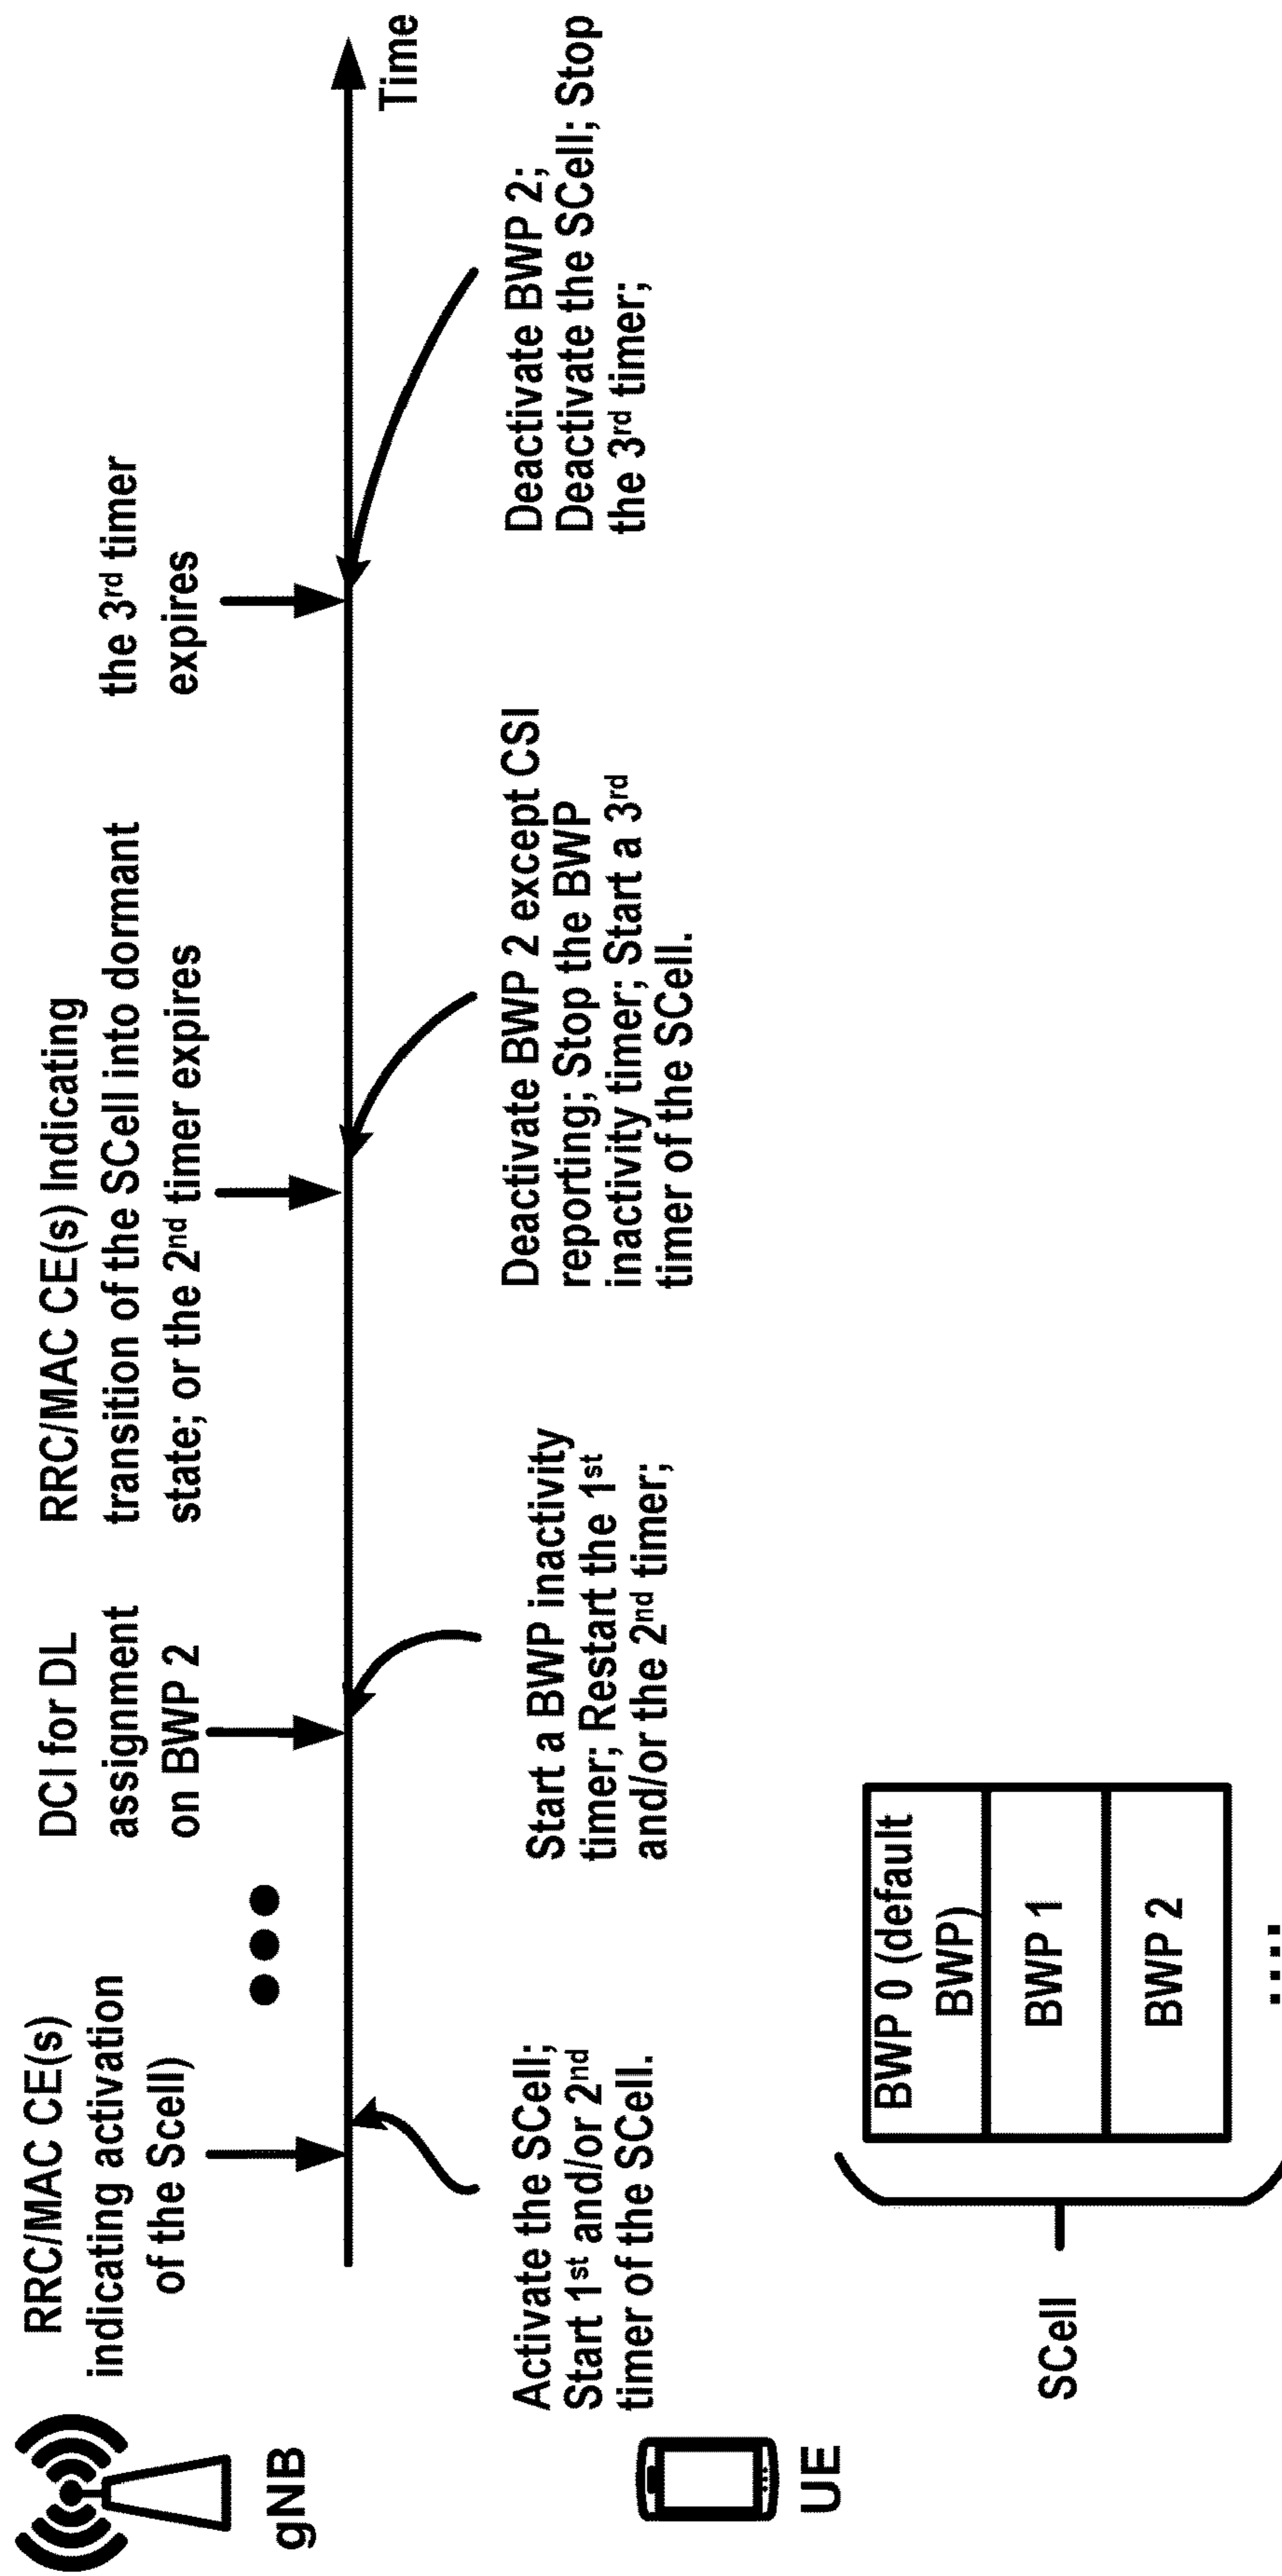 gNB
RRC/MAC CE(s)
indicating activation
of the Scell)
DCI for DL
assignment
on BWP 2
RRC/MAC CE(s) Indicating
transition of the SCell into dormant
state; or the 2nd timer expires
the 3rd timer
expires
Time
UE
Activate the SCell;
Start 1st and/or 2nd
timer of the SCell.
Start a BWP inactivity
timer; Restart the 1st
and/or the 2nd timer;
Deactivate BWP 2 except CSI
reporting; Stop the BWP
inactivity timer; Start a 3rd
timer of the SCell.
Deactivate BWP 2;
Deactivate the SCell; Stop
the 3rd timer;
SCell
BWP 0 (default
BWP)
BWP 1
BWP 2
....